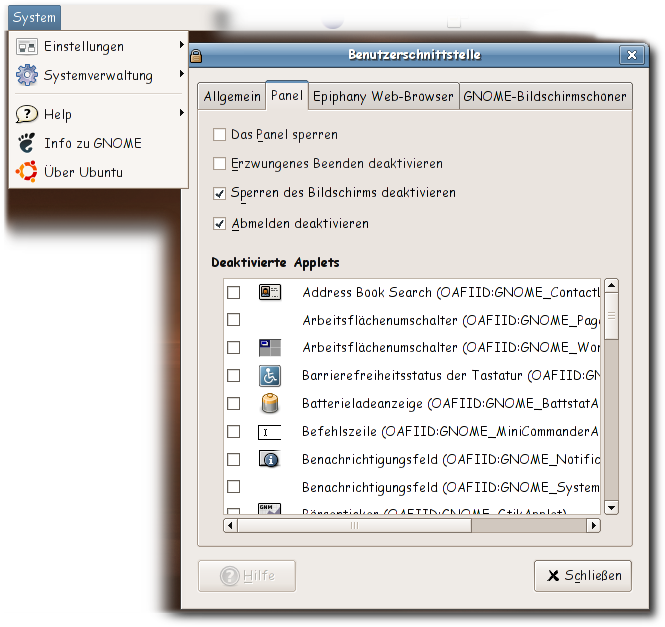 System
Einstellungen
Systemverwaltung
Help
Info zu GNOME
Über Ubuntu
Benutzerschnittstelle
Allgemein
Panel
Epiphany Web-Browser
GNOME-Bildschirmschoner
Das Panel sperren
Erzwungenes Beenden deaktivieren
Sperren des Bildschirms deaktivieren
Abmelden deaktivieren
Deaktivierte Applets
Address Book Search (OAFIID:GNOME_ContactL
Arbeitsflächenumschalter (OAFIID:GNOME_Page
Arbeitsflächenumschalter (OAFIID:GNOME_Wor
Barrierefreiheitsstatus der Tastatur (OAFIID:GN
Batterieladeanzeige (OAFIID:GNOME_BattstatA
Befehlszeile (OAFIID:GNOME_MiniCommanderA
Benachrichtigungsfeld (OAFIID:GNOME_Notific
Benachrichtigungsfeld (OAFIID:GNOME_System
Börsenticker (OAFIID:GNOME_GtikApplet)
Hilfe
Schließen